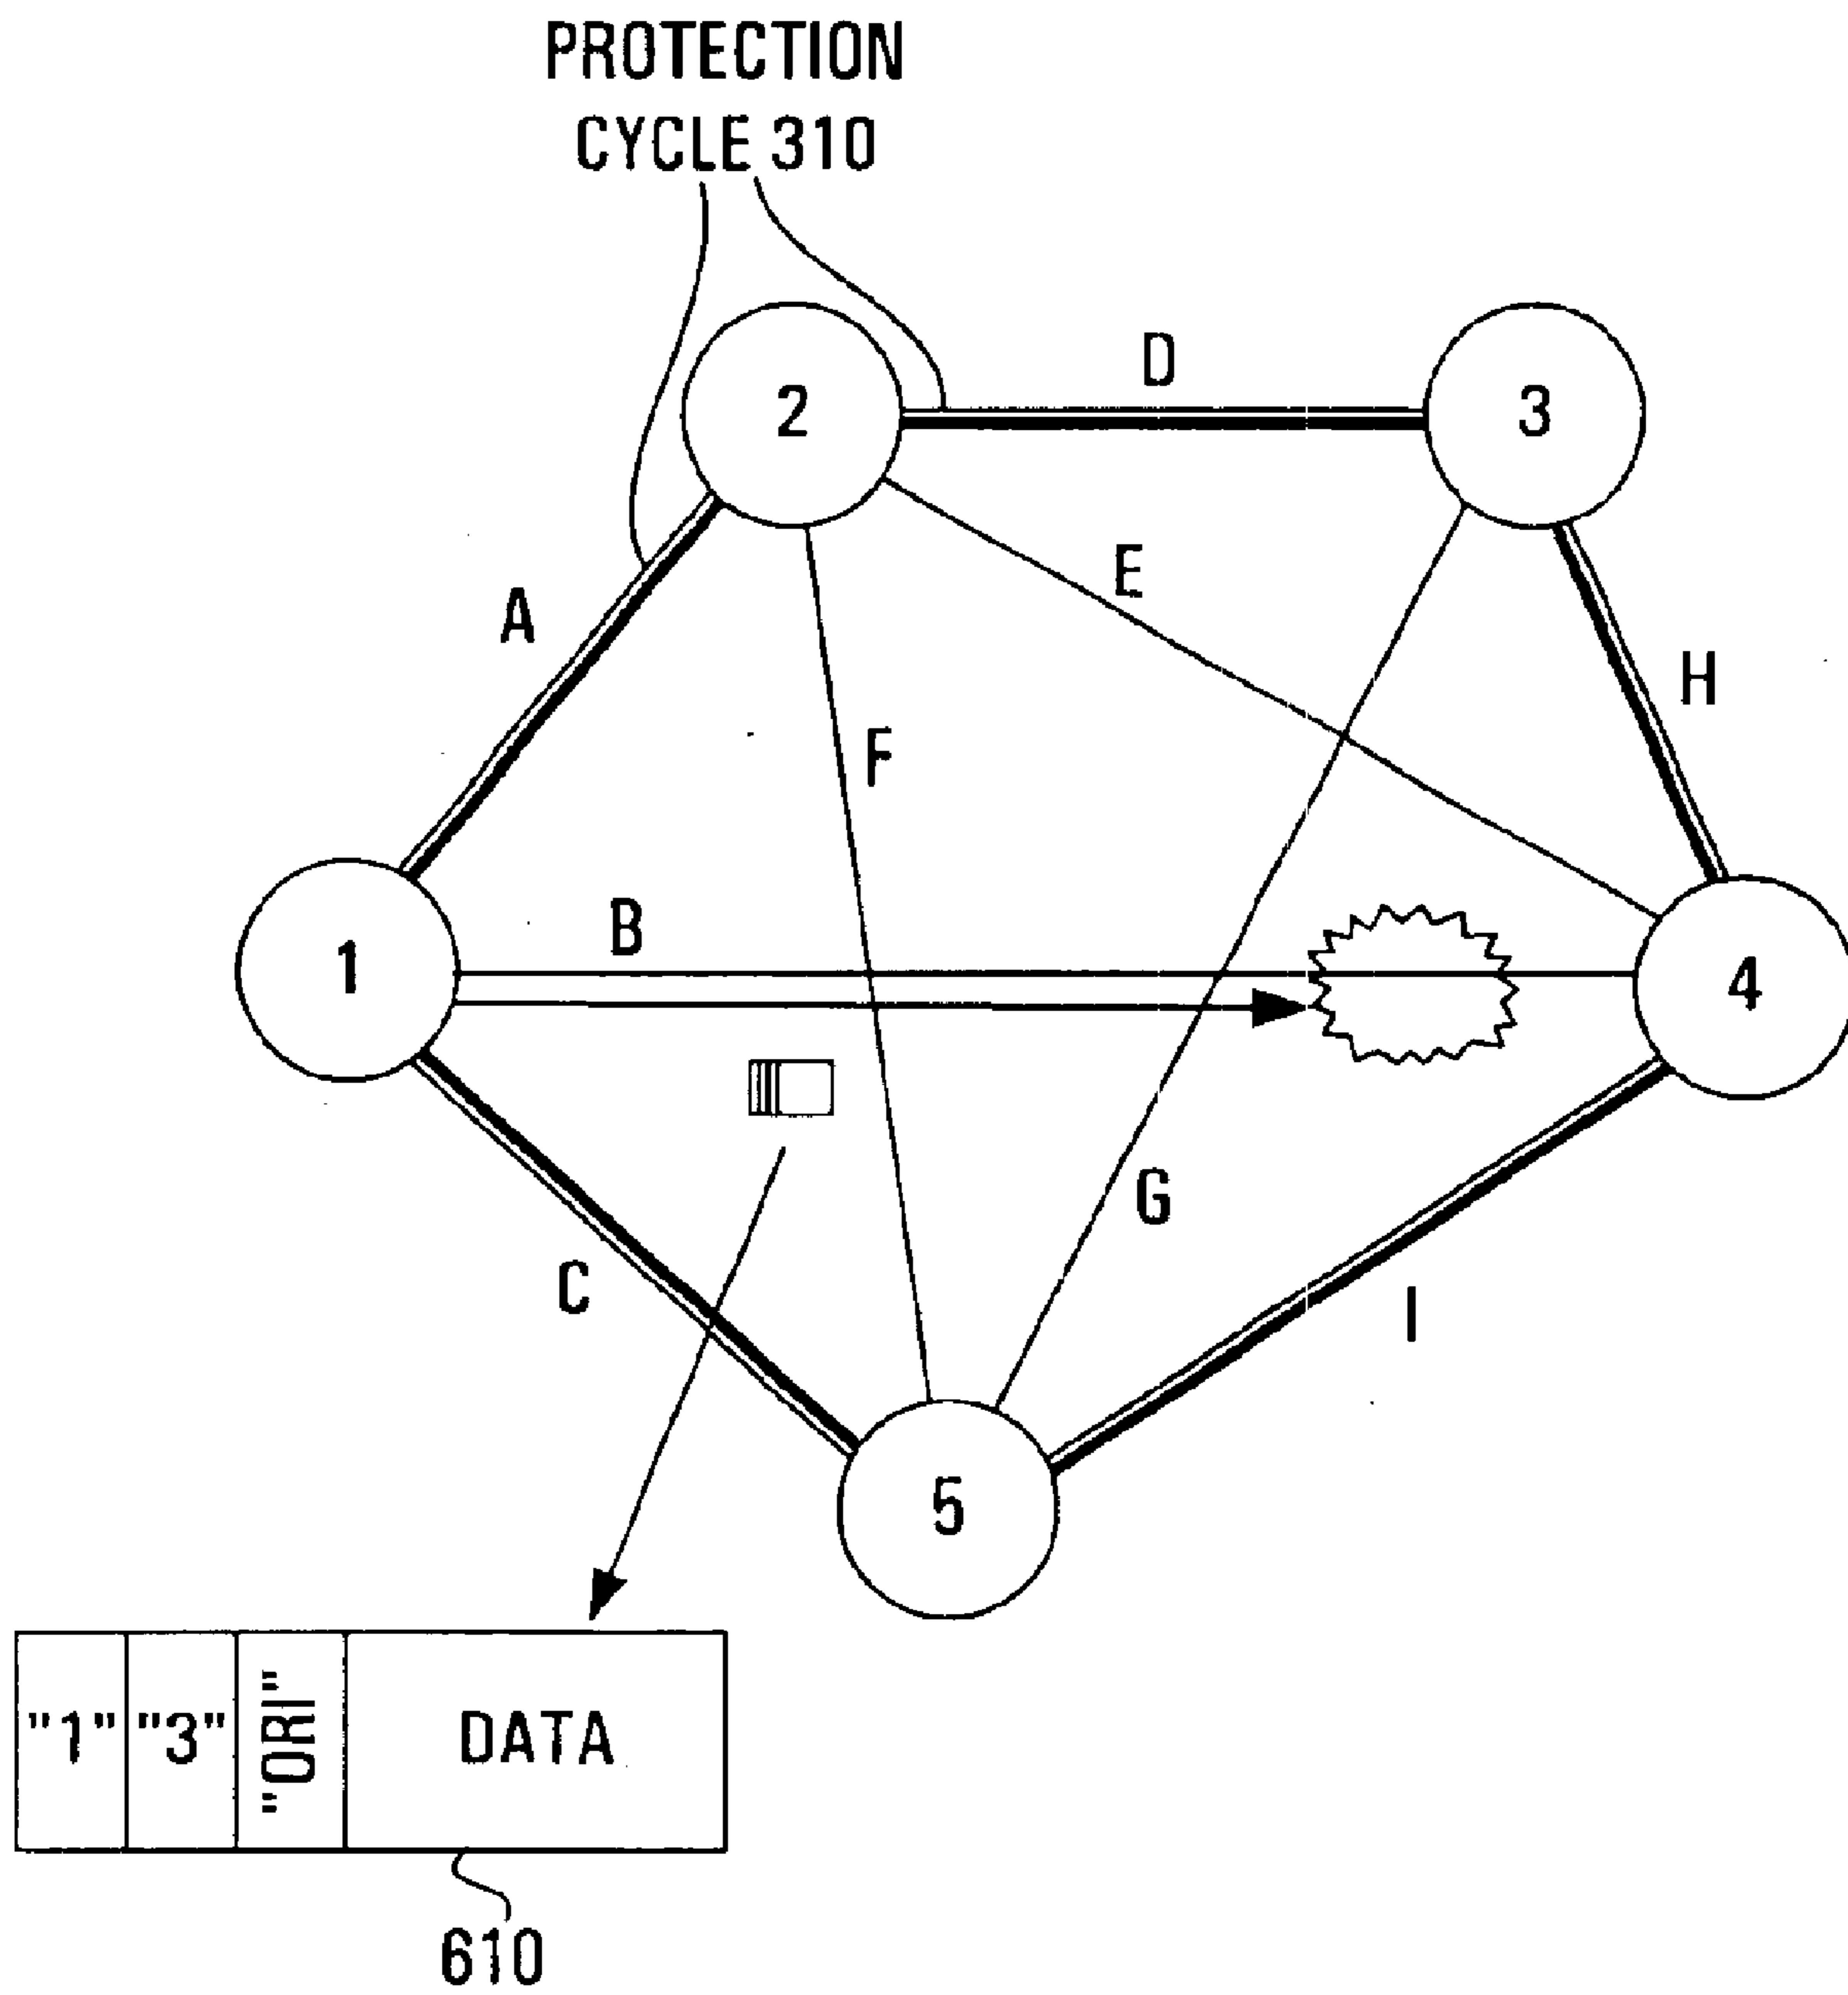 PROTECTION
CYCLE 310
D
2
3
E
A
H
F
B
1
4
G
C
I
5
"1" "3" "ORI" DATA
610